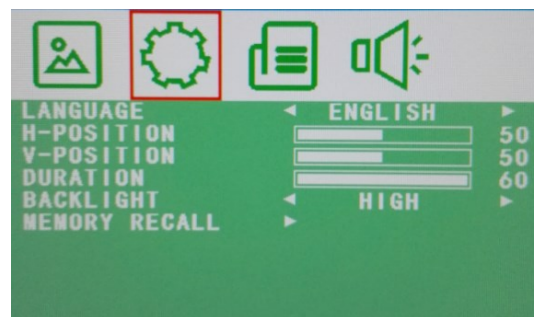 LANGUAGE ENGLISH
H-POSITION 50
V-POSITION 50
DURATION 60
BACKLIGHT HIGH
MEMORY RECALL